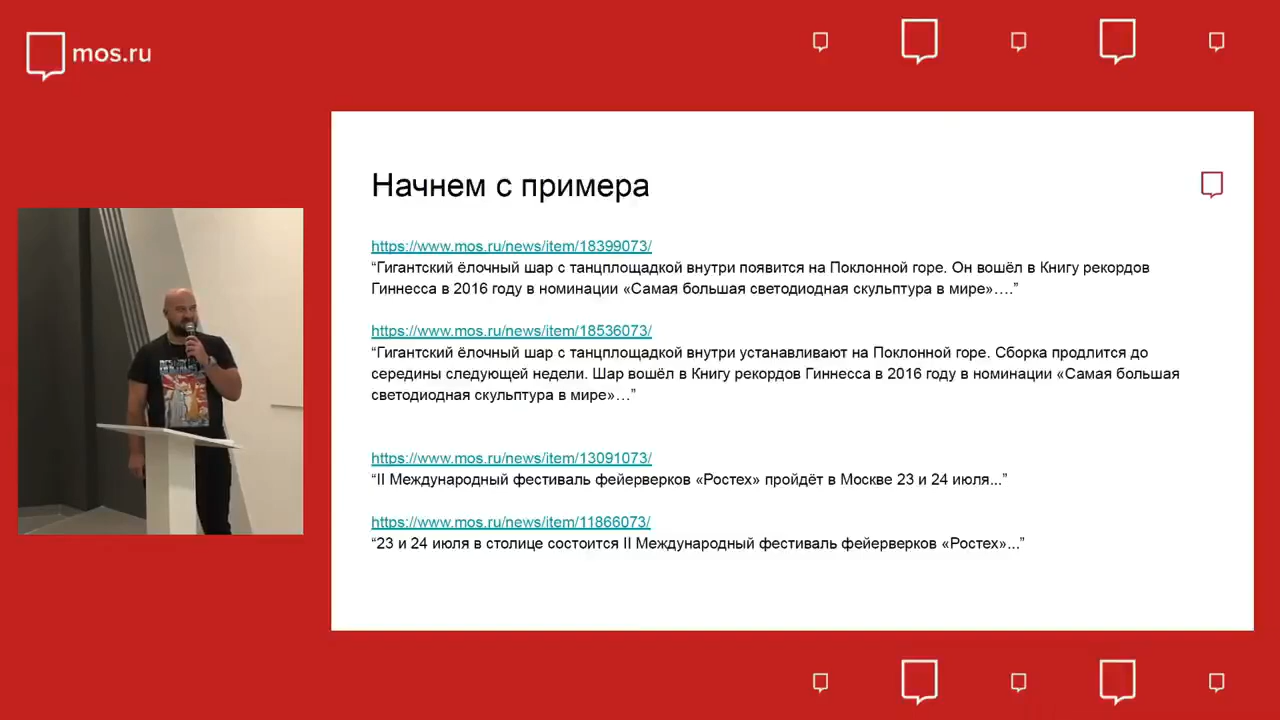 mos.ru
Начнем с примера
https://www.mos.ru/news/item/18399073/
“Гигантский ёлочный шар с танцплощадкой внутри появится на Поклонной горе. Он вошёл в Книгу рекордов
Гиннесса в 2016 году в номинации «Самая большая светодиодная скульптура в мире»….”
https://www.mos.ru/news/item/18536073/
“Гигантский ёлочный шар с танцплощадкой внутри устанавливают на Поклонной горе. Сборка продлится до
середины следующей недели. Шар вошёл в Книгу рекордов Гиннесса в 2016 году в номинации «Самая большая
светодиодная скульптура в мире»…”
https://www.mos.ru/news/item/13091073/
“II Международный фестиваль фейерверков «Ростех» пройдёт в Москве 23 и 24 июля...”
https://www.mos.ru/news/item/11866073/
“23 и 24 июля в столице состоится II Международный фестиваль фейерверков «Ростех»...”